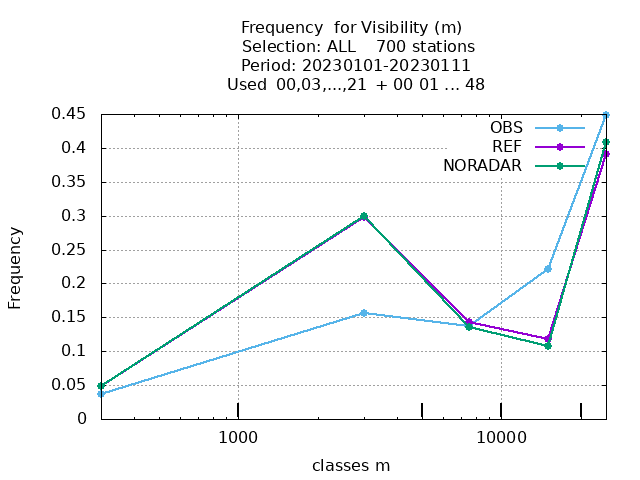 Frequency  for Visibility (m)
Selection: ALL    700 stations
Period: 20230101-20230111
Used  00,03,...,21  + 00 01 ... 48
0.45
0.4
0.35
0.3
0.25
0.2
0.15
0.1
0.05
0
Frequency
OBS
REF
NORADAR
1000
10000
classes m